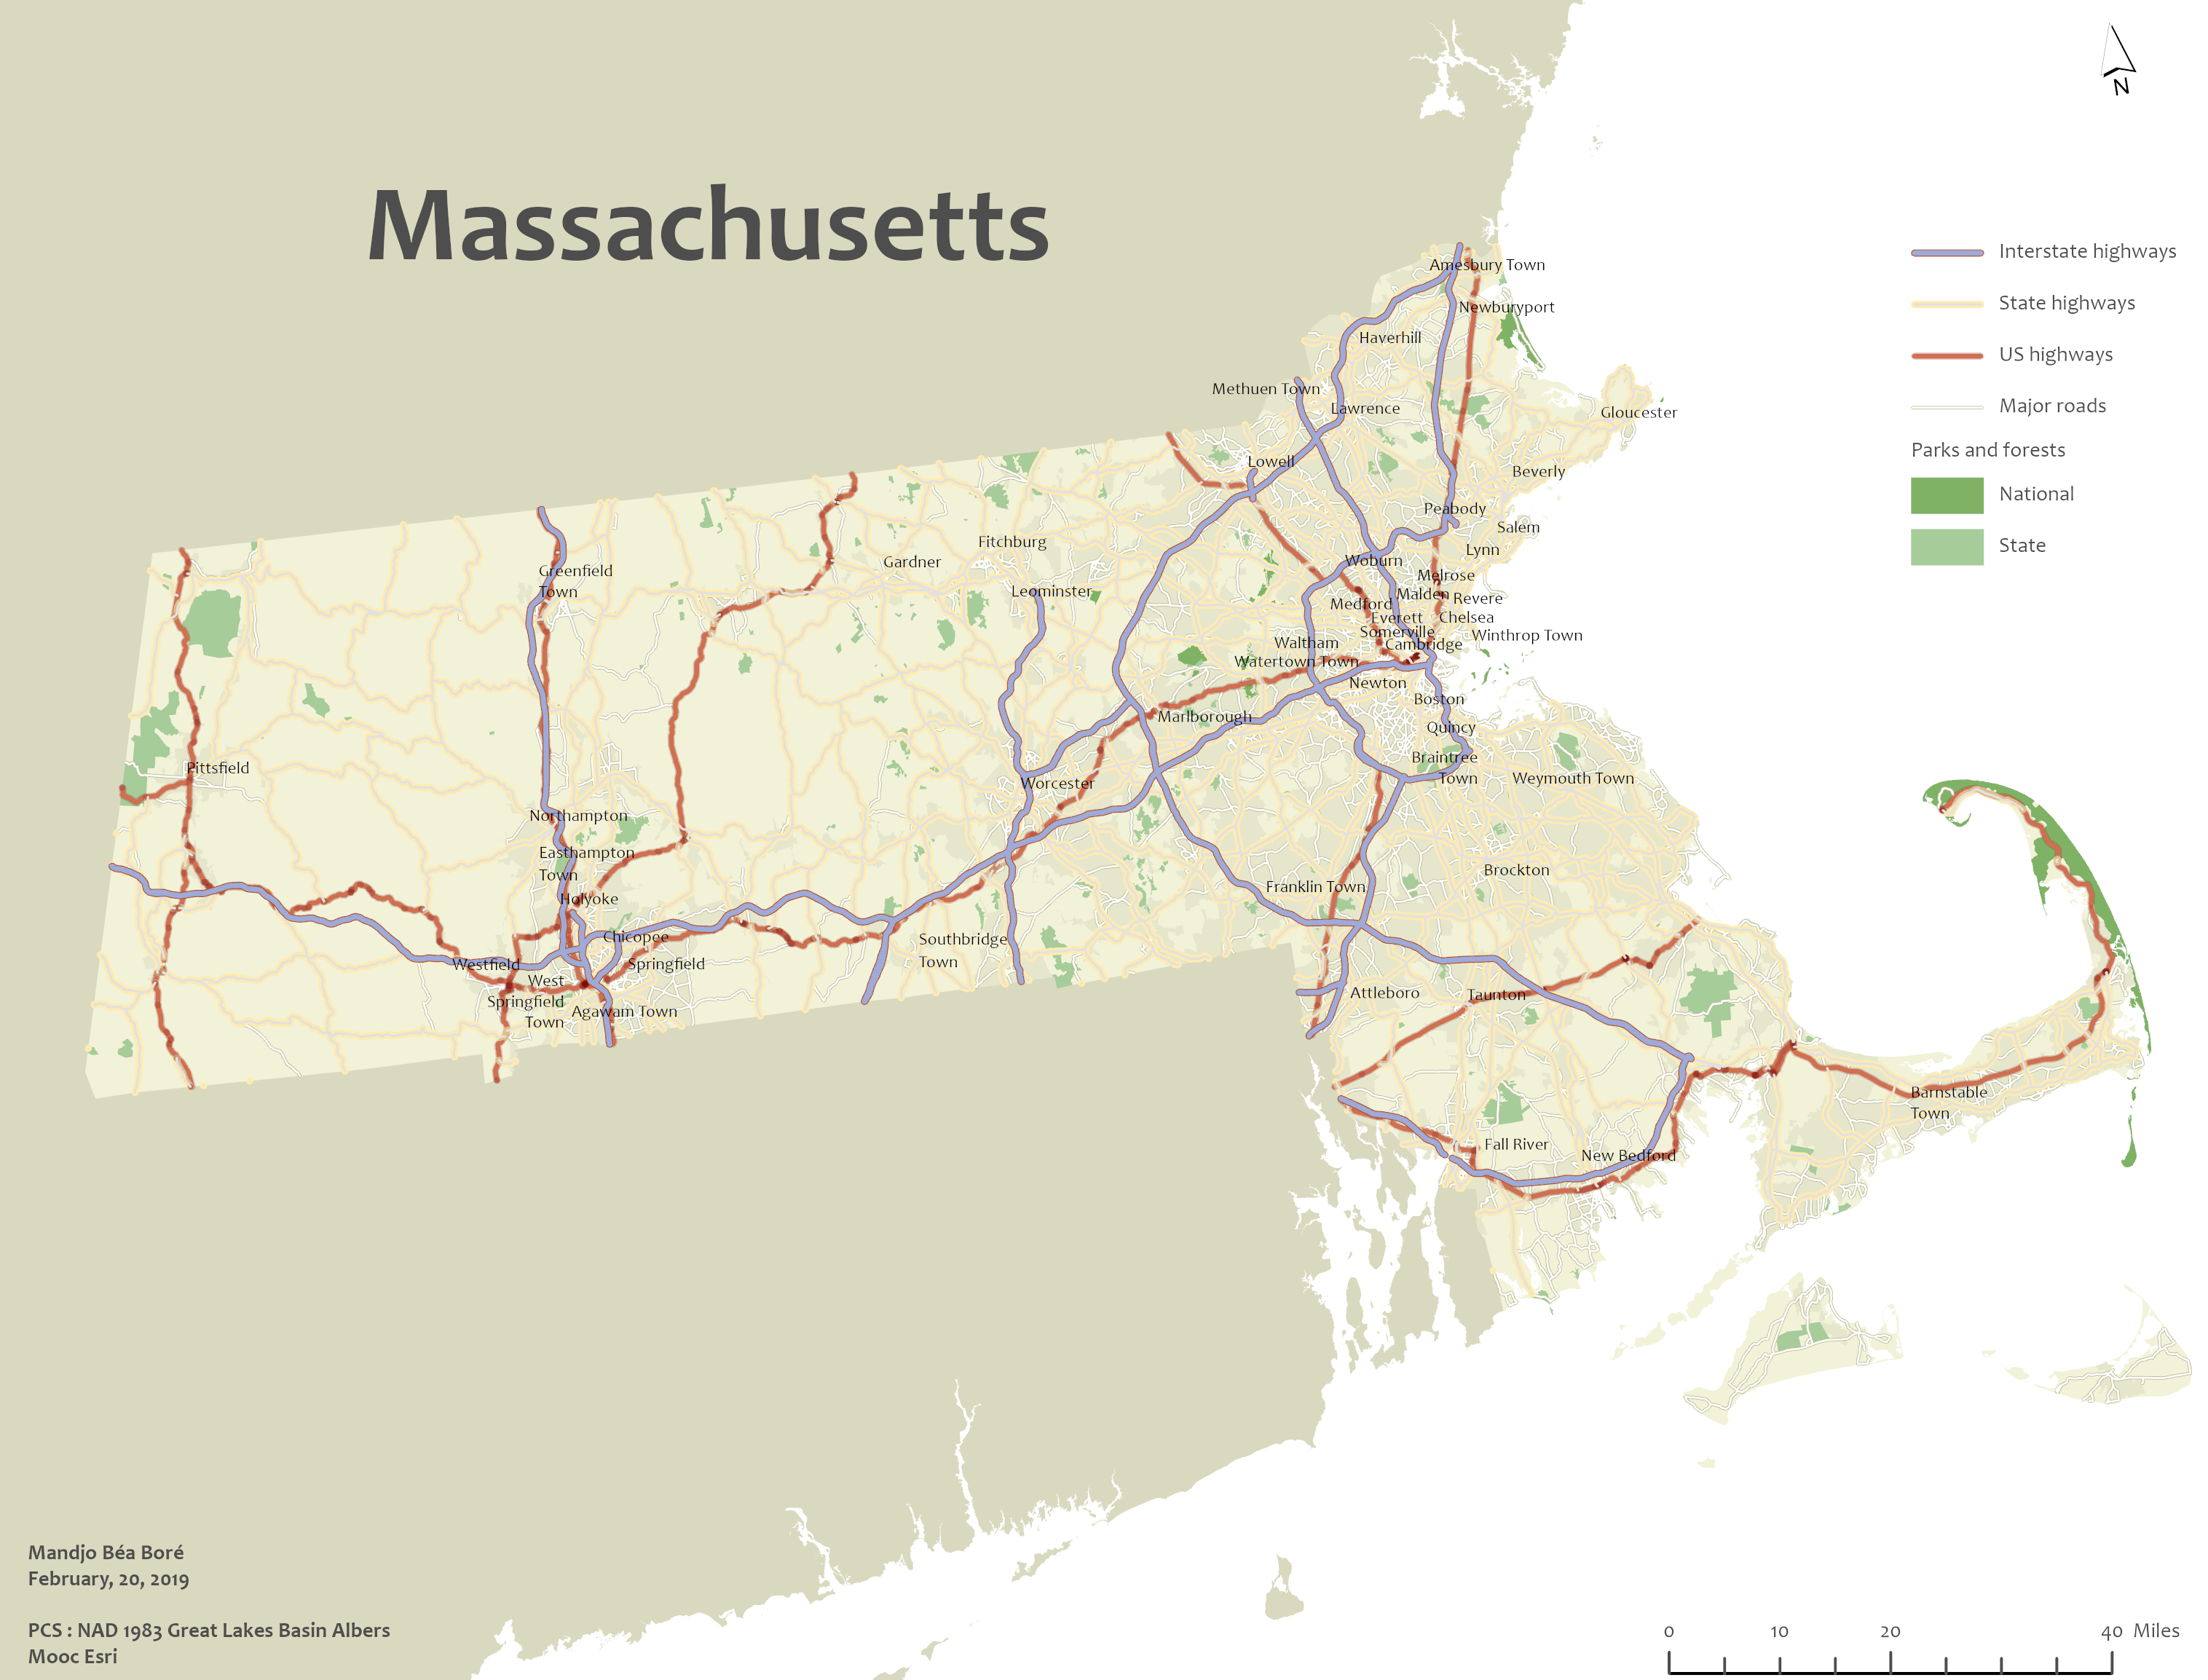 N
Massachusetts
Interstate highways
State highways
US highways
Major roads
Parks and forests
National
State
Amesbury Town
Newburyport
Haverhill
Methuen Town
Lawrence
Gloucester
Lowell
Beverly
Peabody
Salem
Fitchburg
Lynn
Gardner
Woburn
Greenfield
Town
Melrose
Leominster
Malden
Revere
Medford
Everett
Chelsea
Somerville
Winthrop Town
Waltham
Cambridge
Watertown Town
Newton
Boston
Marlborough
Quincy
Braintree
Town
Pittsfield
Weymouth Town
Worcester
Northampton
Easthampton
Town
Brockton
Franklin Town
Holyoke
Chicopee
Southbridge
Town
Westfield
Springfield
West
Springfield
Town
Agawam Town
Attleboro
Taunton
Barnstable
Town
Fall River
New Bedford
Mandjo Béa Boré
February, 20, 2019
PCS : NAD 1983 Great Lakes Basin Albers
Mooc Esri
0 10 20 40 Miles